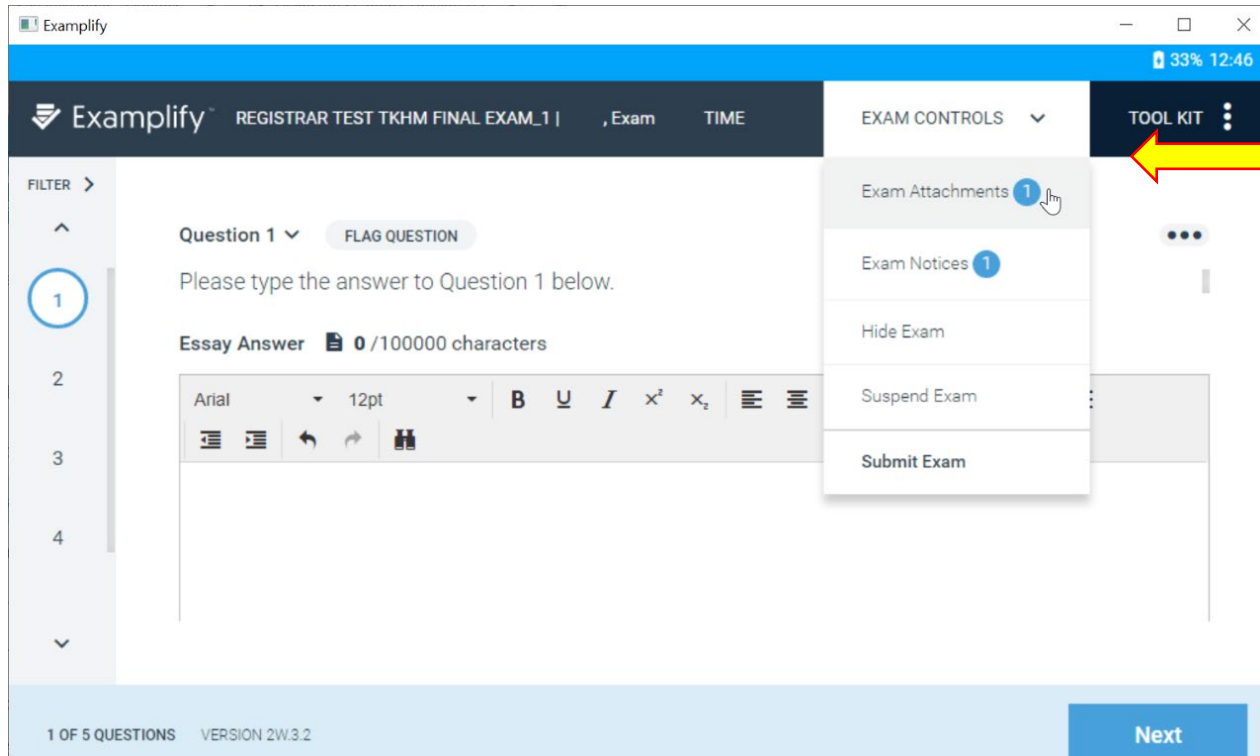 Examplify
33% 12:46
Examplify™ REGISTRAR TEST TKHM FINAL EXAM_1 | , Exam TIME EXAM CONTROLS TOOL KIT
FILTER
Exam Attachments 1
Question 1 FLAG QUESTION
Exam Notices 1
Please type the answer to Question 1 below.
1
Hide Exam
Essay Answer 0 /100000 characters
2
Arial 12pt B U I x² x₂
Suspend Exam
3
Submit Exam
4
1 OF 5 QUESTIONS VERSION 2W.3.2
Next